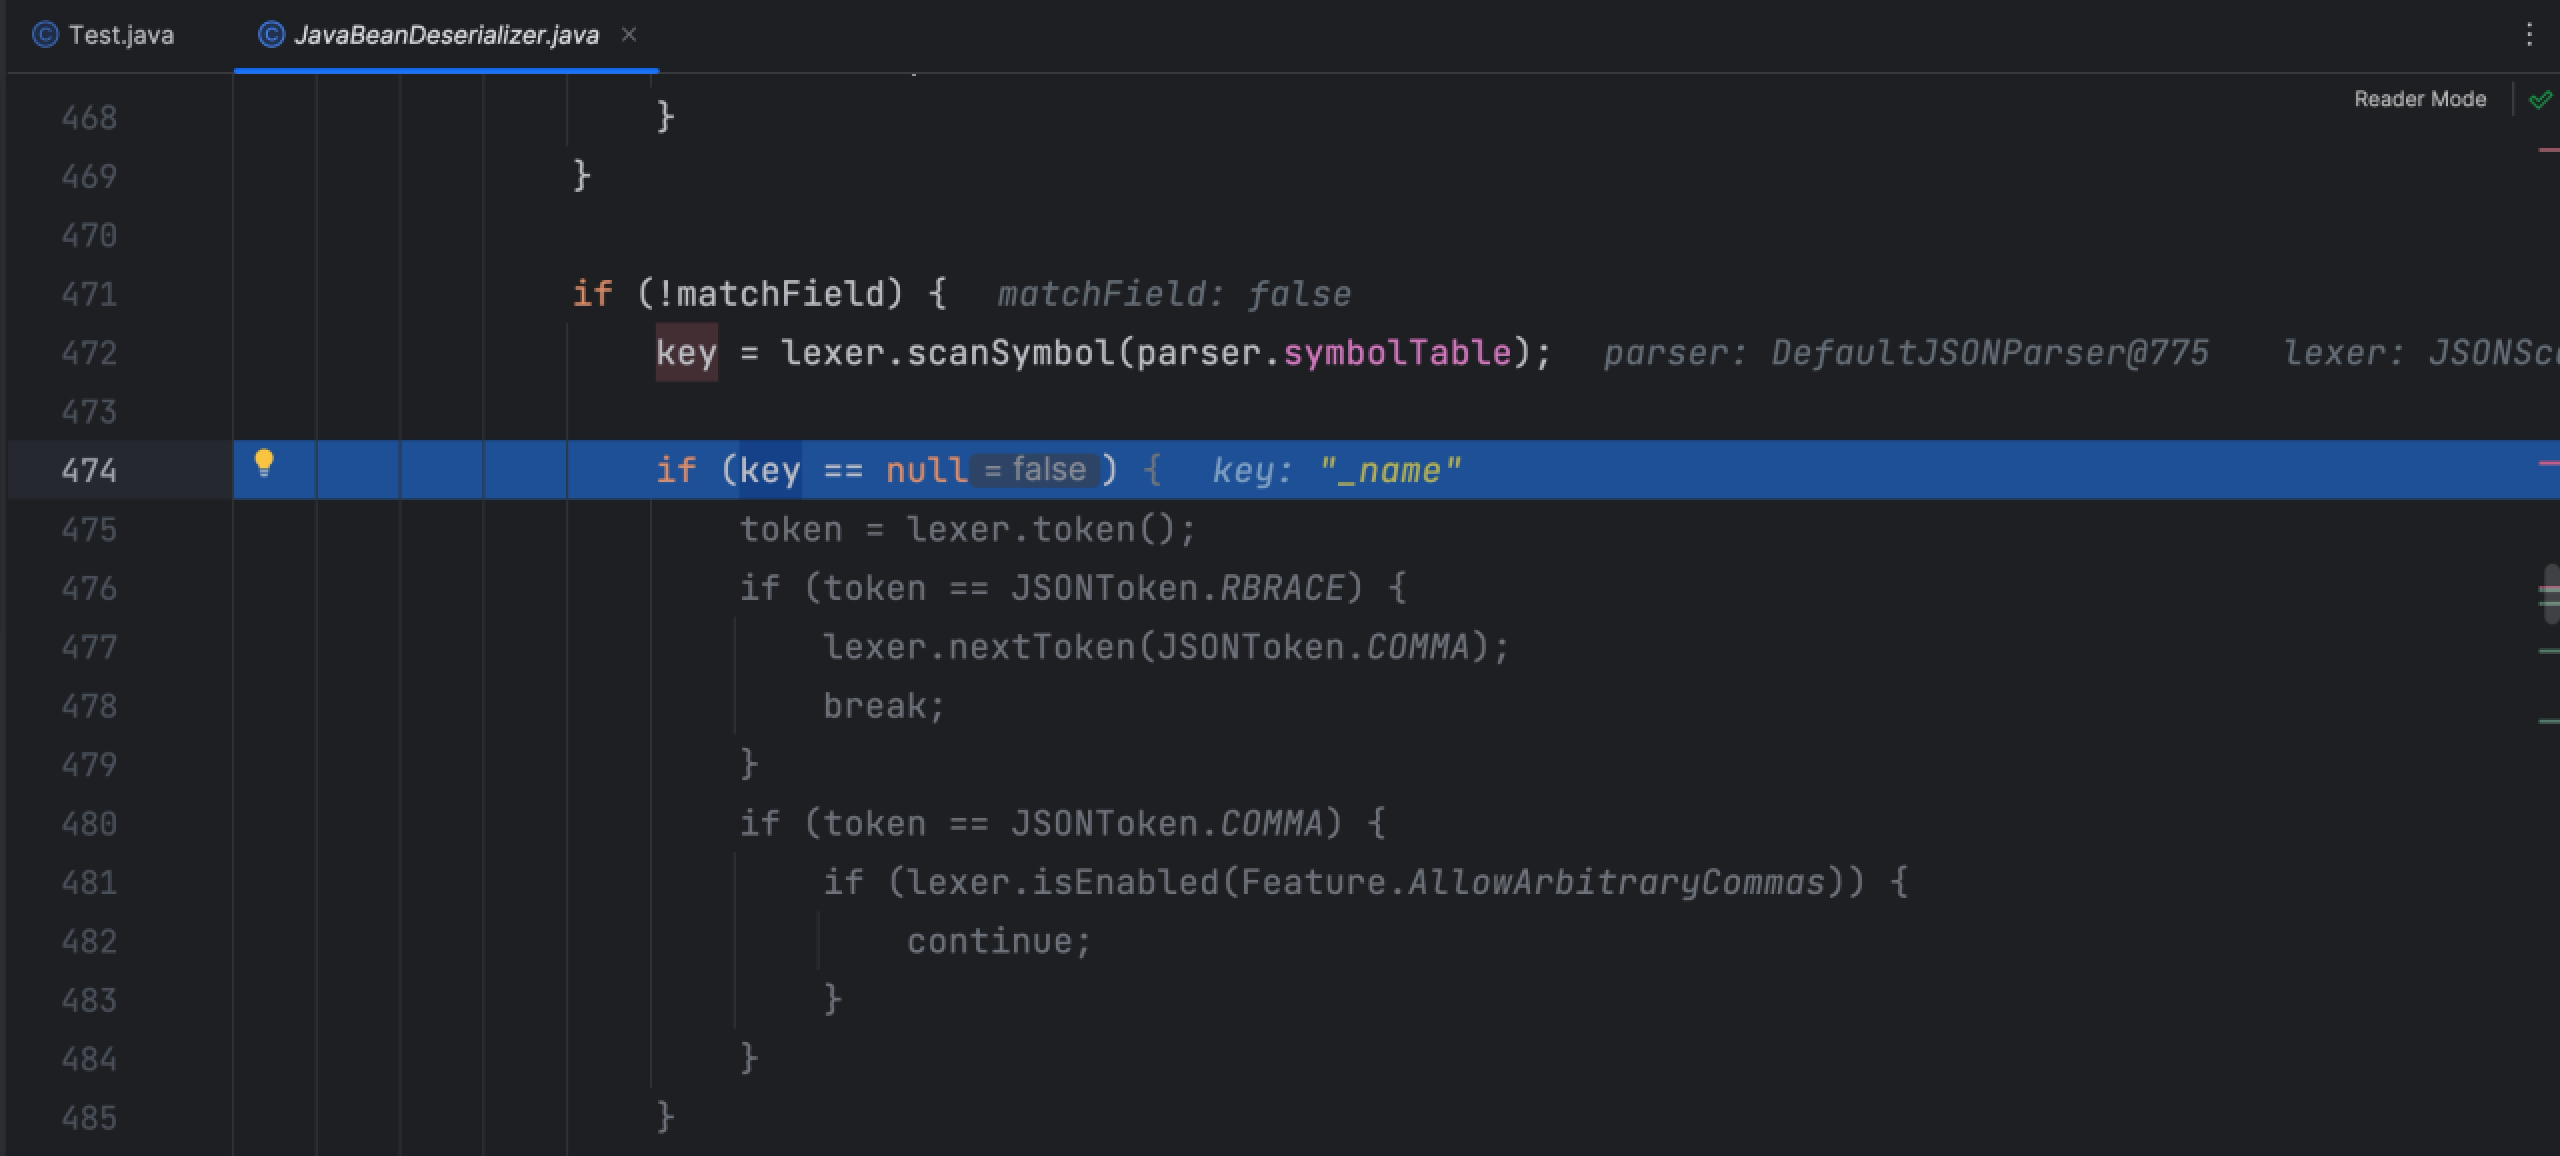 Test.java JavaBeanDeserializer.java
Reader Mode
468 }
469 }
470
471 if (!matchField) { matchField: false
472 key = lexer.scanSymbol(parser.symbolTable); parser: DefaultJSONParser@775 lexer: JSONSc
473
474 if (key == null = false ) { key: "_name"
475 token = lexer.token();
476 if (token == JSONToken.RBRACE) {
477 lexer.nextToken(JSONToken.COMMA);
478 break;
479 }
480 if (token == JSONToken.COMMA) {
481 if (lexer.isEnabled(Feature.AllowArbitraryCommas)) {
482 continue;
483 }
484 }
485 }